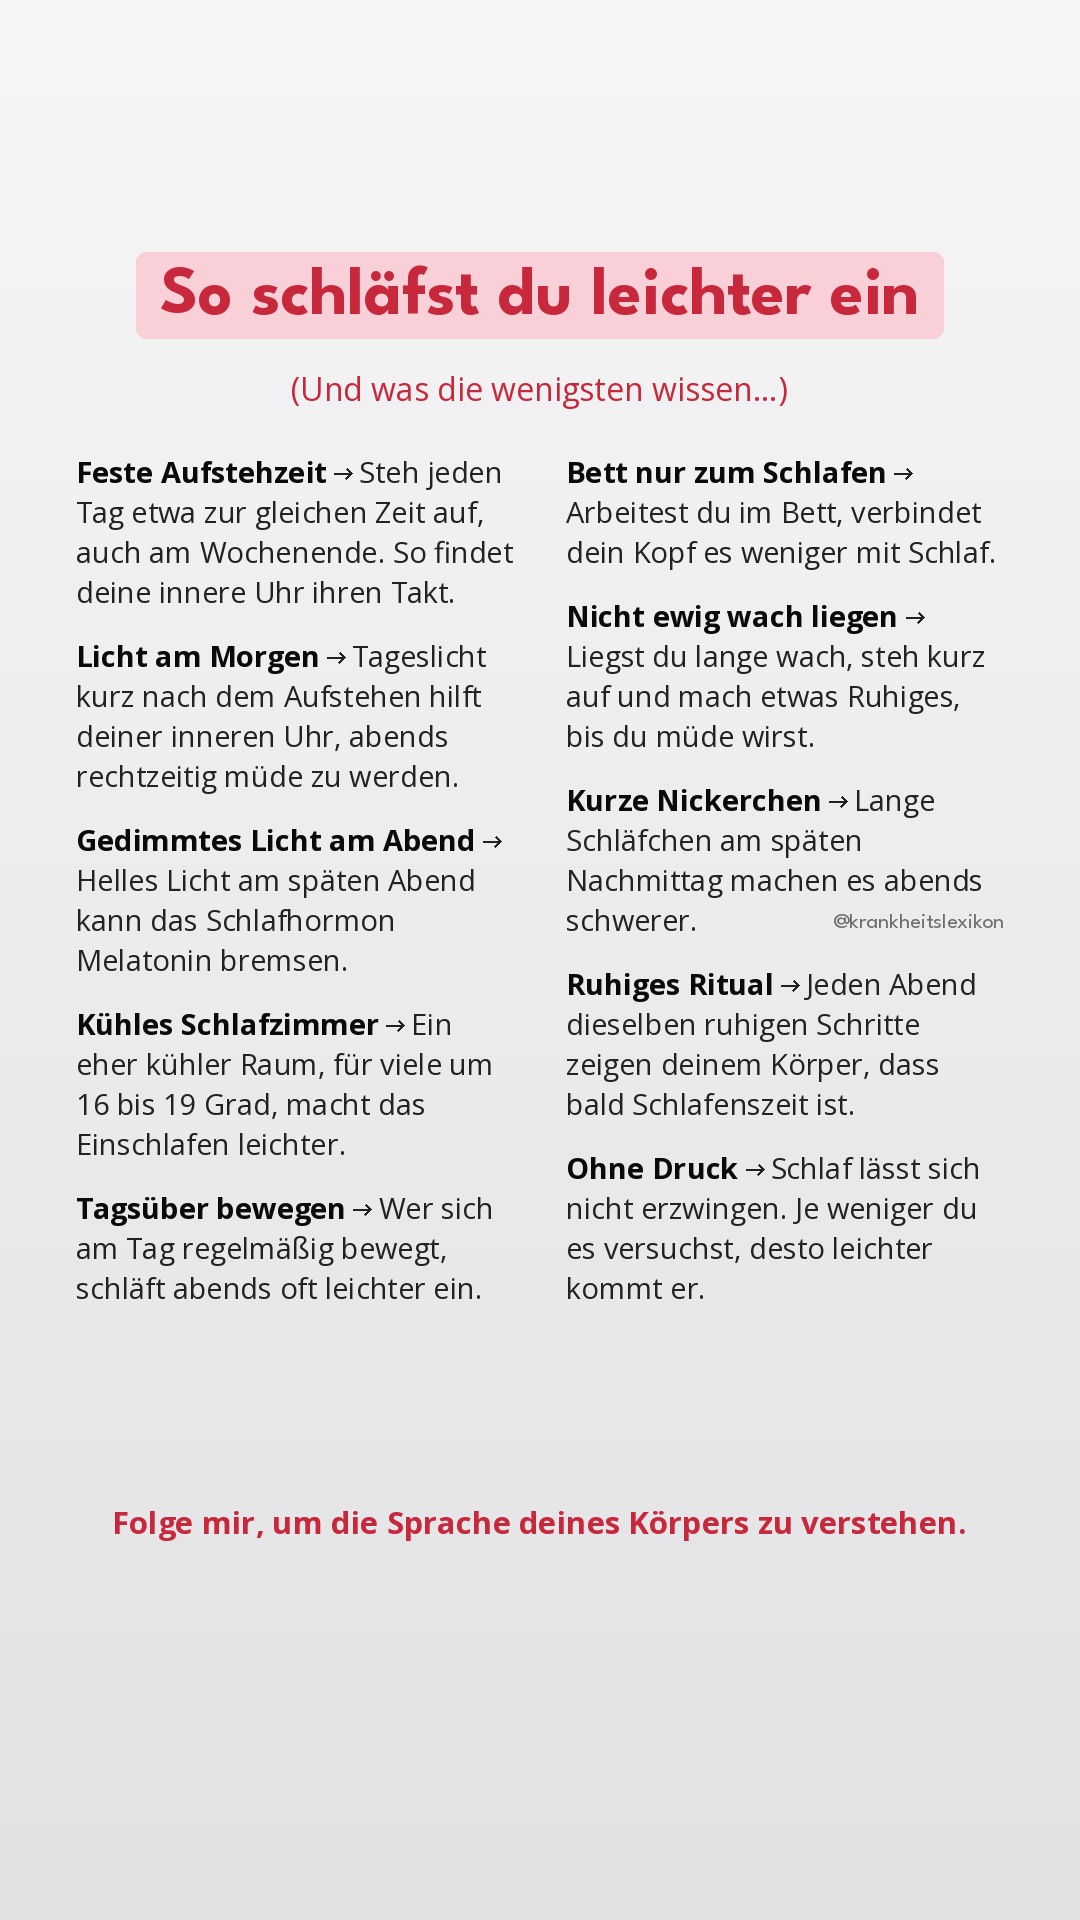 So schläfst du leichter ein
(Und was die wenigsten wissen...)
Feste Aufstehzeit → Steh jeden
Tag etwa zur gleichen Zeit auf,
auch am Wochenende. So findet
deine innere Uhr ihren Takt.
Licht am Morgen → Tageslicht
kurz nach dem Aufstehen hilft
deiner inneren Uhr, abends
rechtzeitig müde zu werden.
Gedimmtes Licht am Abend →
Helles Licht am späten Abend
kann das Schlafhormon
Melatonin bremsen.
Kühles Schlafzimmer → Ein
eher kühler Raum, für viele um
16 bis 19 Grad, macht das
Einschlafen leichter.
Tagsüber bewegen → Wer sich
am Tag regelmäßig bewegt,
schläft abends oft leichter ein.
Bett nur zum Schlafen →
Arbeitest du im Bett, verbindet
dein Kopf es weniger mit Schlaf.
Nicht ewig wach liegen →
Liegst du lange wach, steh kurz
auf und mach etwas Ruhiges,
bis du müde wirst.
Kurze Nickerchen → Lange
Schläfchen am späten
Nachmittag machen es abends
schwerer.
@krankheitslexikon
Ruhiges Ritual → Jeden Abend
dieselben ruhigen Schritte
zeigen deinem Körper, dass
bald Schlafenszeit ist.
Ohne Druck → Schlaf lässt sich
nicht erzwingen. Je weniger du
es versuchst, desto leichter
kommt er.
Folge mir, um die Sprache deines Körpers zu verstehen.